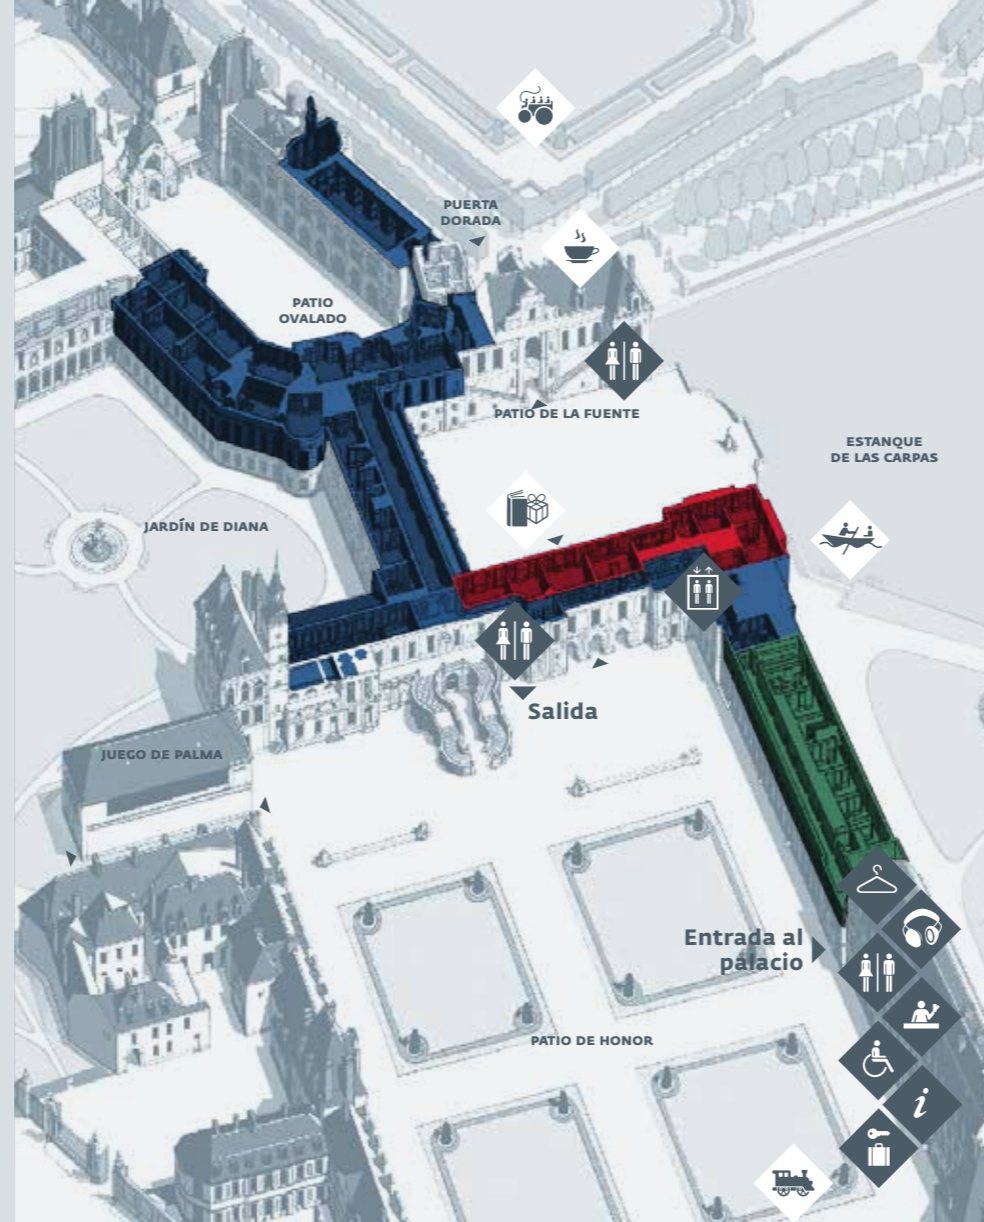 PUERTA
DORADA
PATIO
OVALADO
PATIO DE LA FUENTE
ESTANQUE
DE LAS CARPAS
JARDÍN DE DIANA
Salida
JUEGO DE PALMA
Entrada al
palacio
PATIO DE HONOR
i